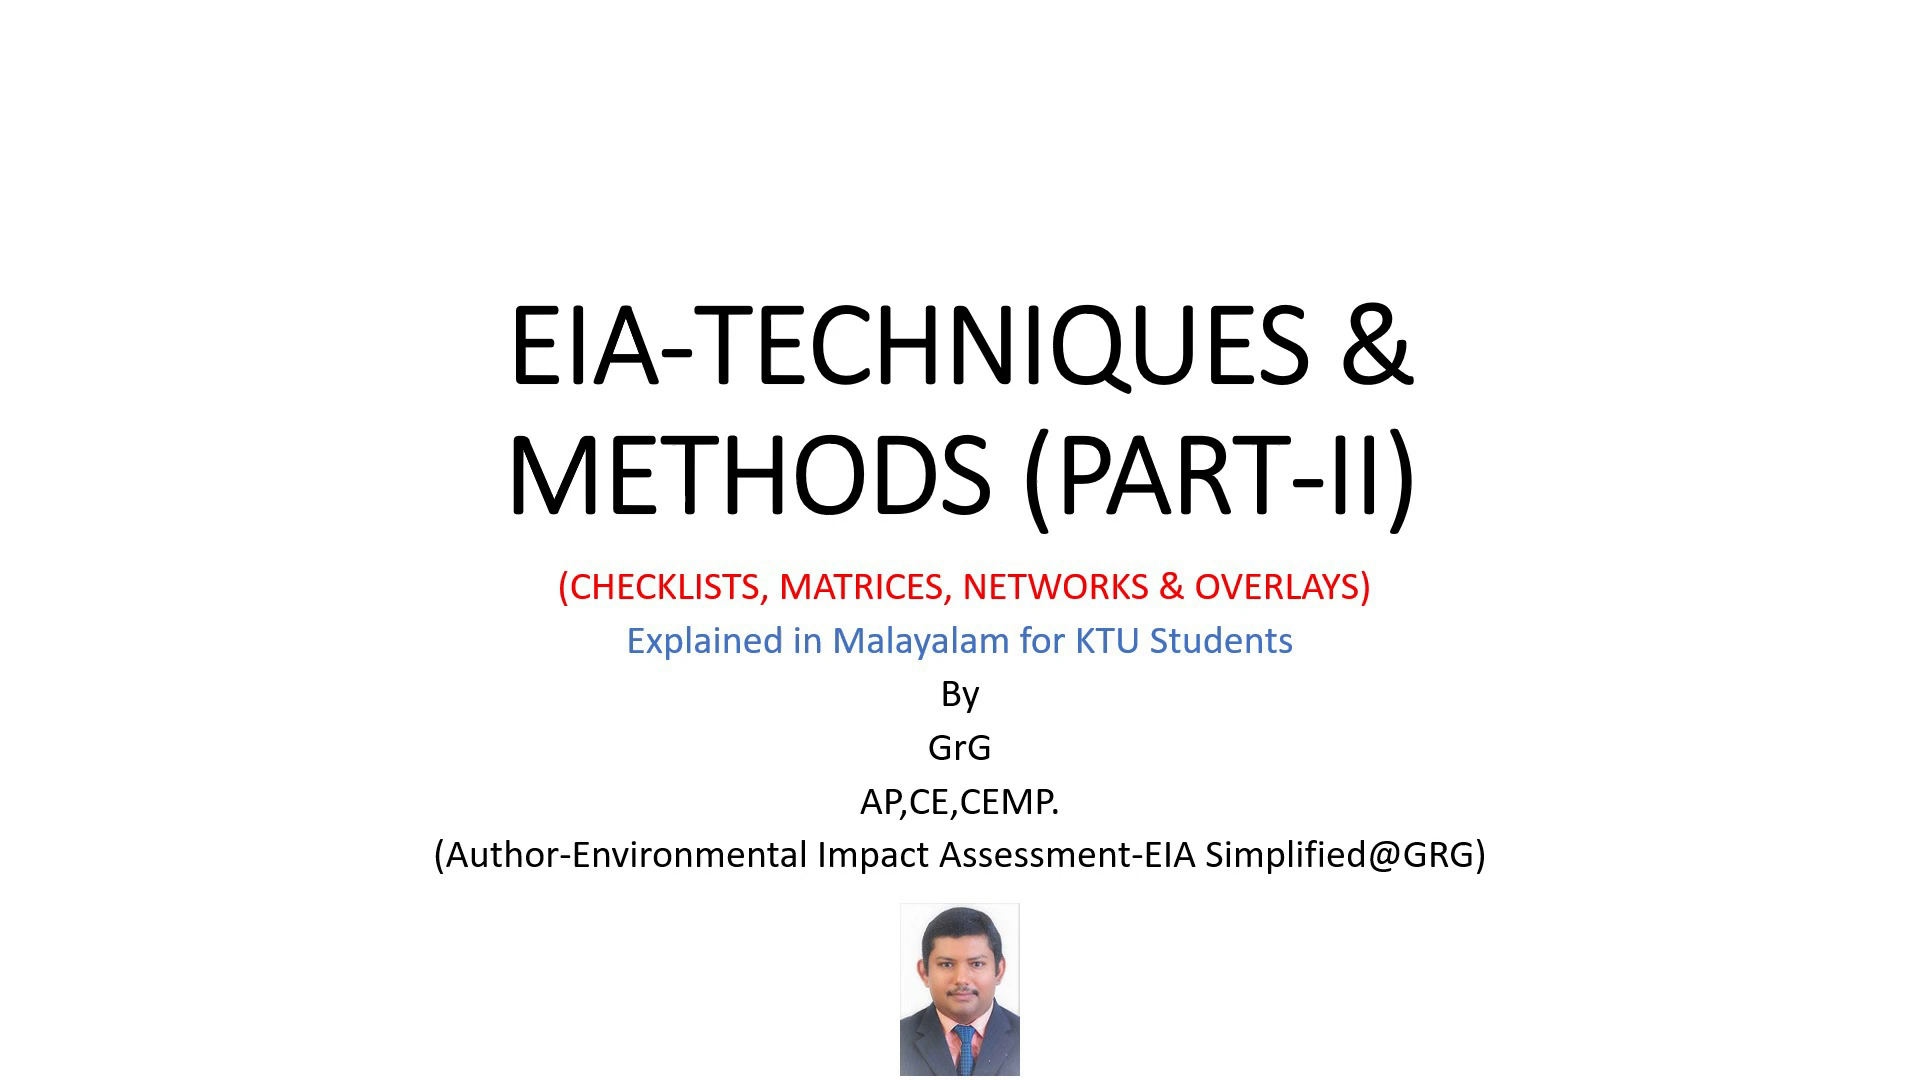 EIA-TECHNIQUES &
METHODS (PART-II)
(CHECKLISTS, MATRICES, NETWORKS & OVERLAYS)
Explained in Malayalam for KTU Students
By
GrG
AP,CE,CEMP.
(Author-Environmental Impact Assessment-EIA Simplified@GRG)